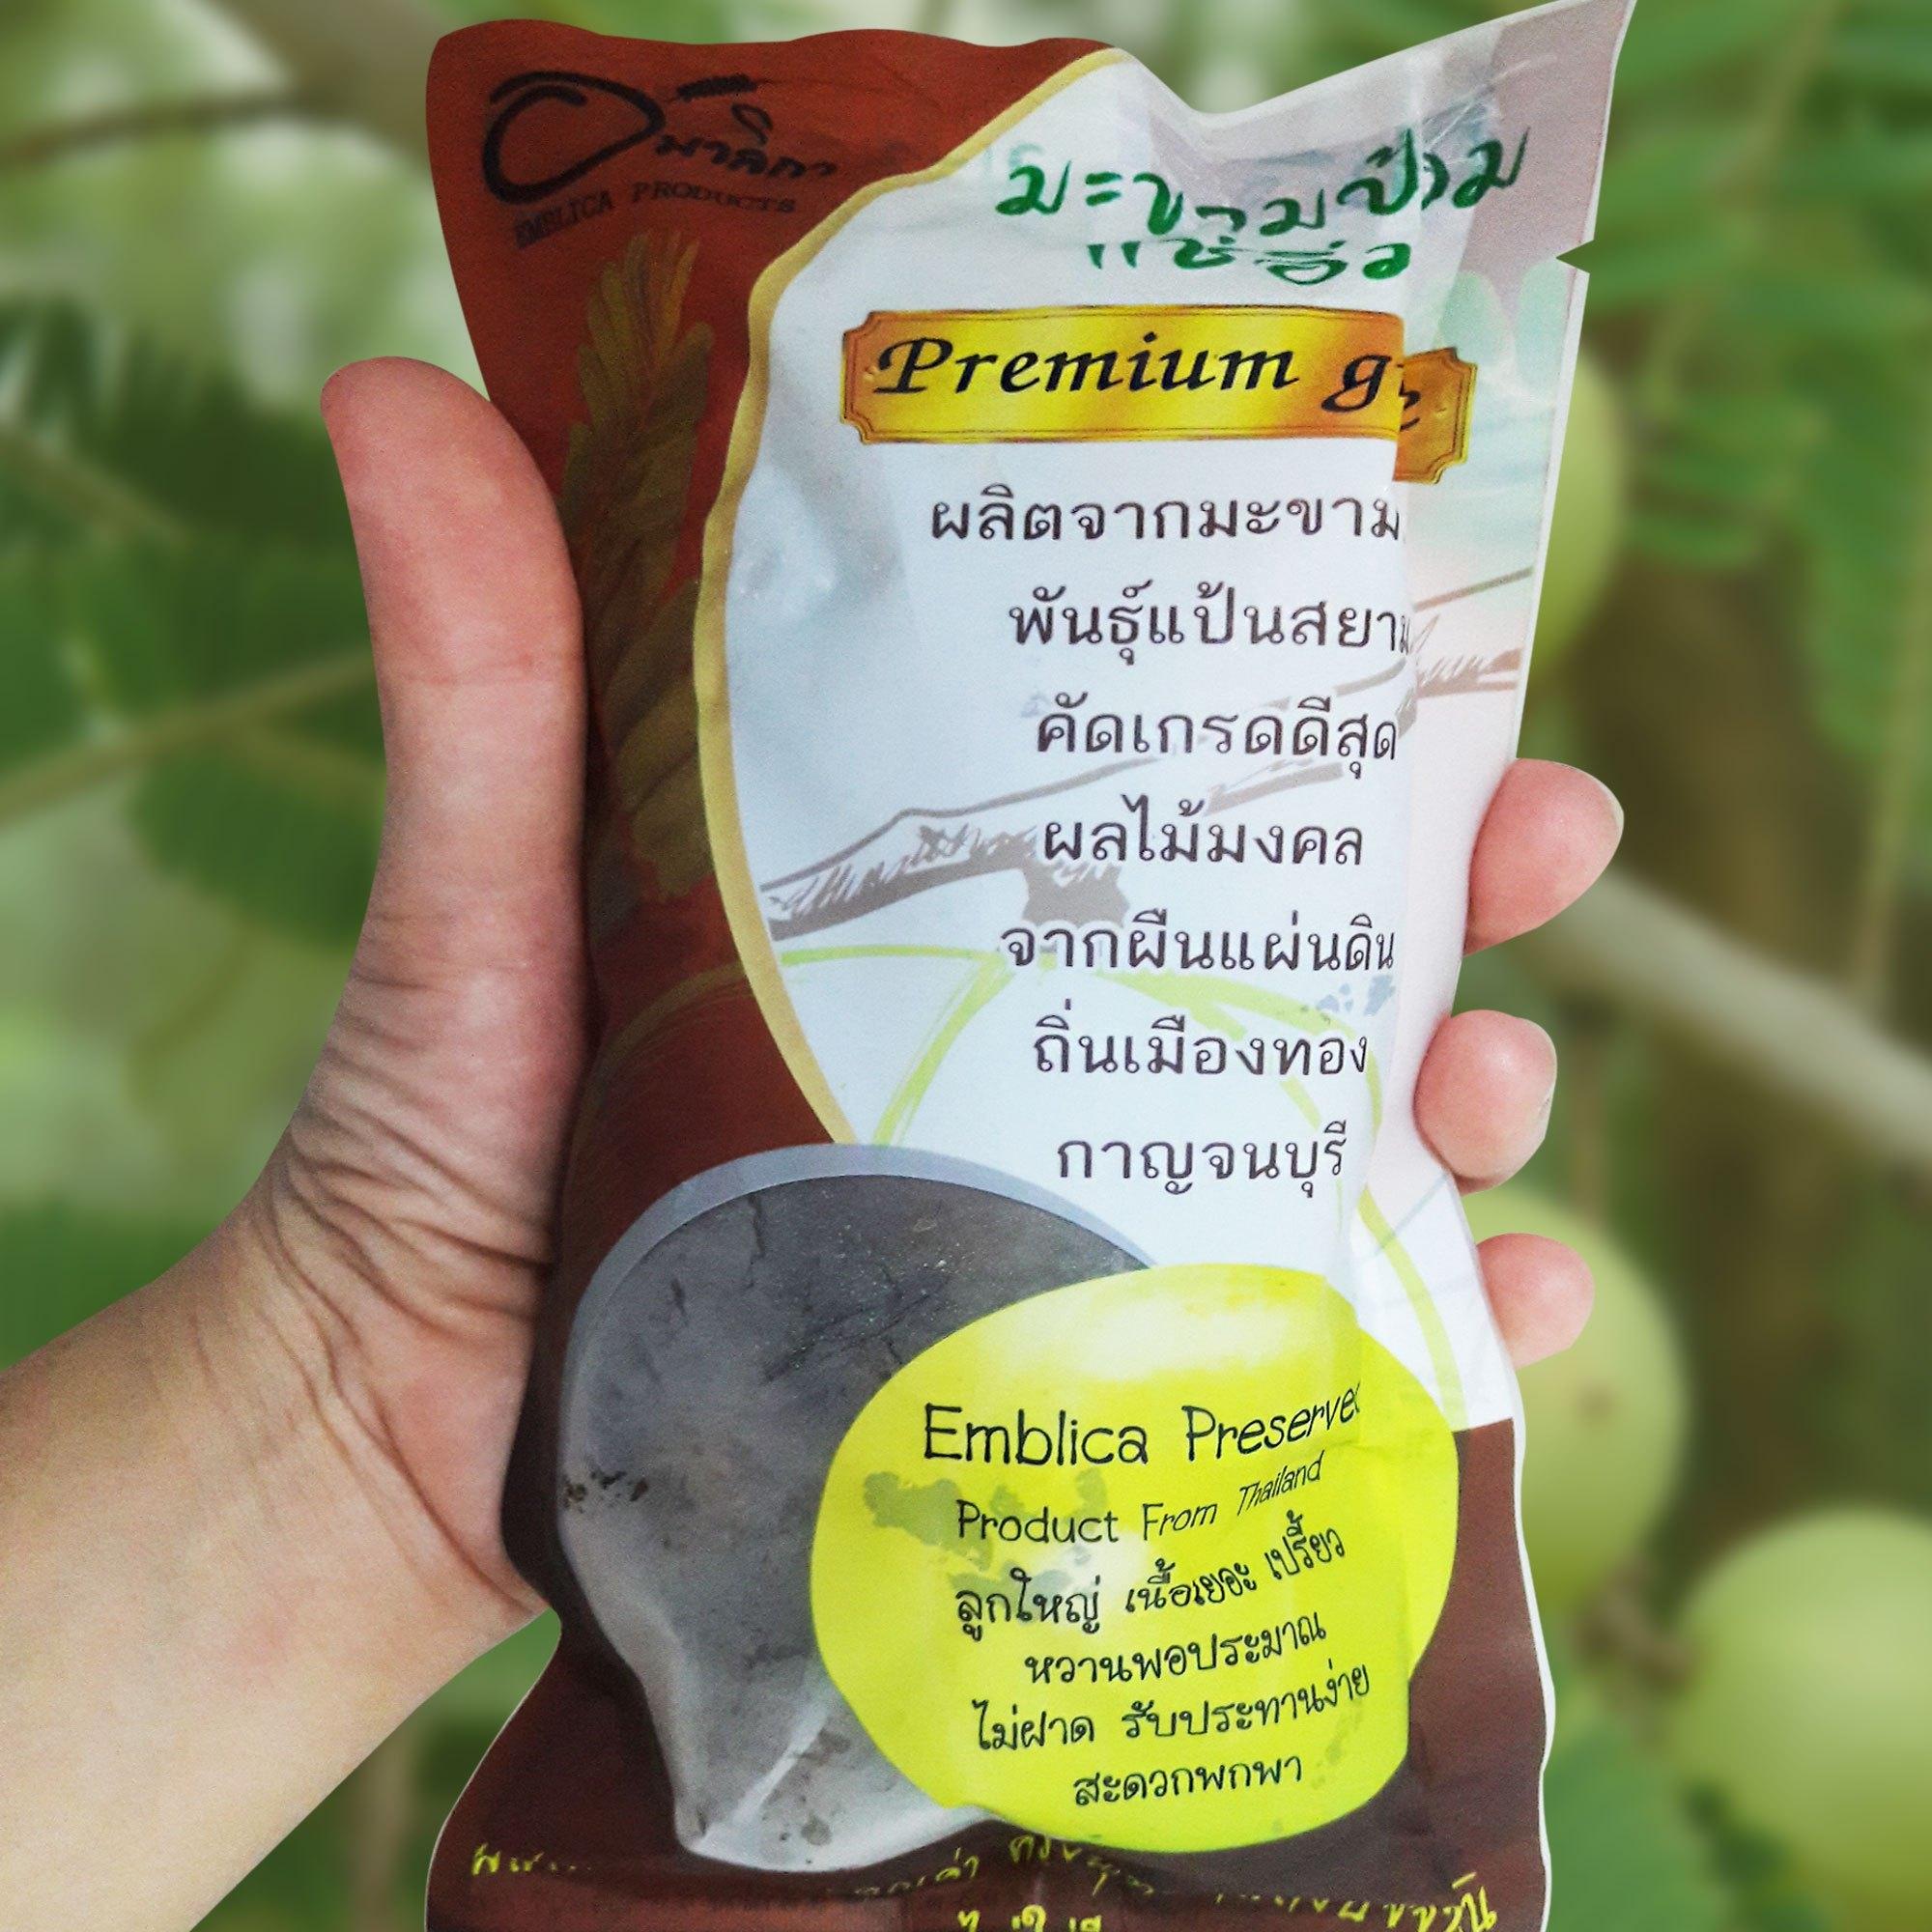 อมาลิกา
EMBLICA PRODUCTS
มะขามป้อม
แช่อิ่ม
Premium
ผลิตจากมะขาม
พันธุ์แป้นสยาม
คัดเกรดดีสุด
ผลไม้มงคล
จากผืนแผ่นดิน
ถิ่นเมืองทอง
กาญจนบุรี
Emblica Preserved
Product From Thailand
ลูกใหญ่ เนื้อเยอะ เปรี้ยว
หวานพอประมาณ
ไม่ฝาด รับประทานง่าย
สะดวกพกพา